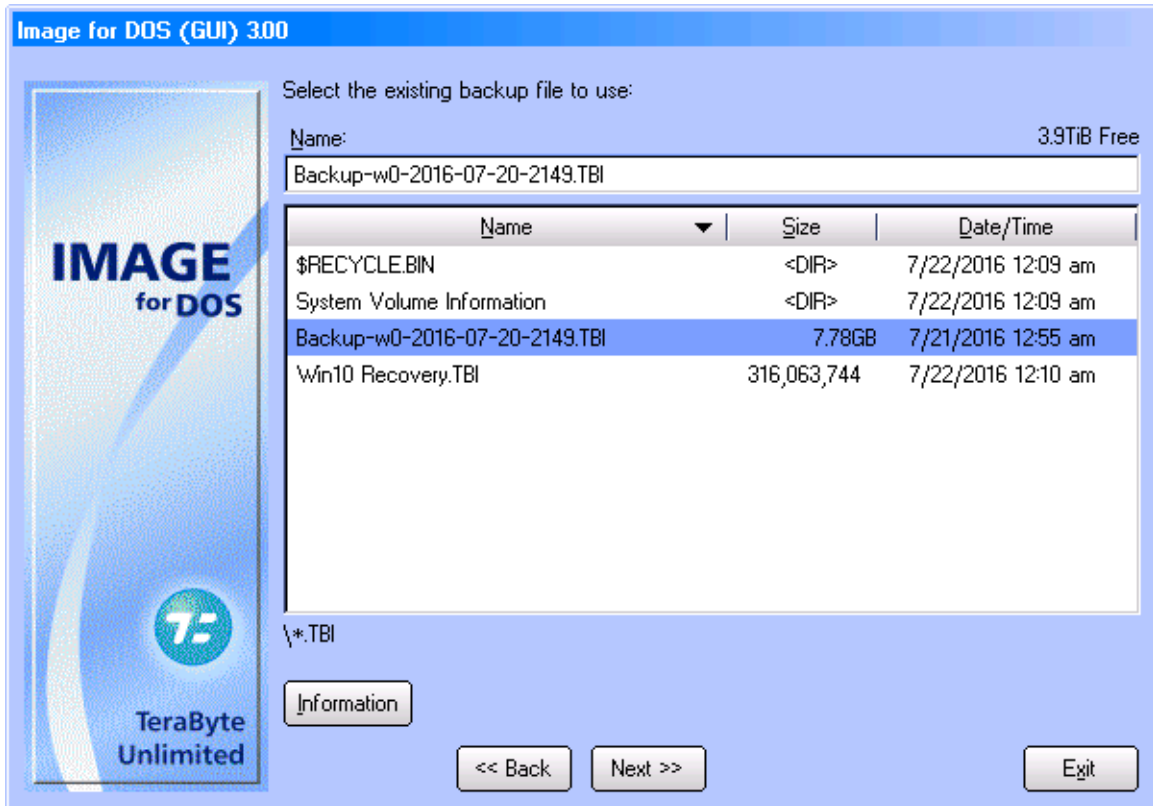 Image for DOS (GUI) 3.00
Select the existing backup file to use:
Name: 3.9TiB Free
Backup-w0-2016-07-20-2149.TBI
Name Size Date/Time
$RECYCLE.BIN <DIR> 7/22/2016 12:09 am
System Volume Information <DIR> 7/22/2016 12:09 am
Backup-w0-2016-07-20-2149.TBI 7.78GB 7/21/2016 12:55 am
Win10 Recovery.TBI 316,063,744 7/22/2016 12:10 am
\*.TBI
Information
<< Back Next >> Exit
IMAGE
for DOS
TeraByte
Unlimited